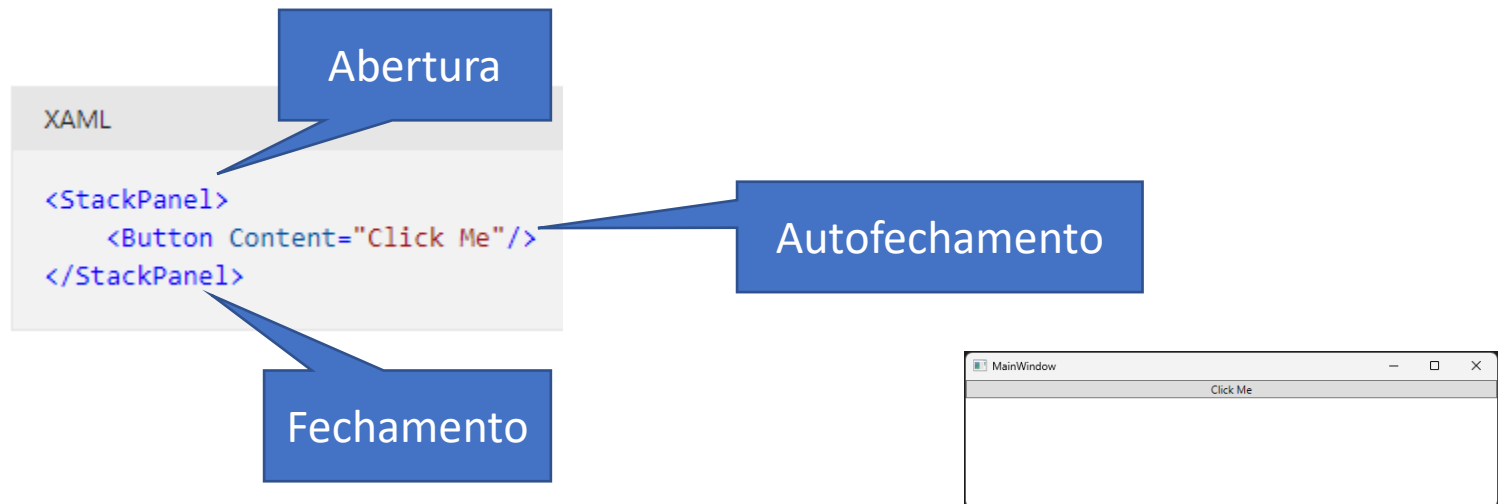 Abertura
XAML
<StackPanel>
    <Button Content="Click Me"/>
</StackPanel>
Autofechamento
Fechamento
MainWindow
Click Me